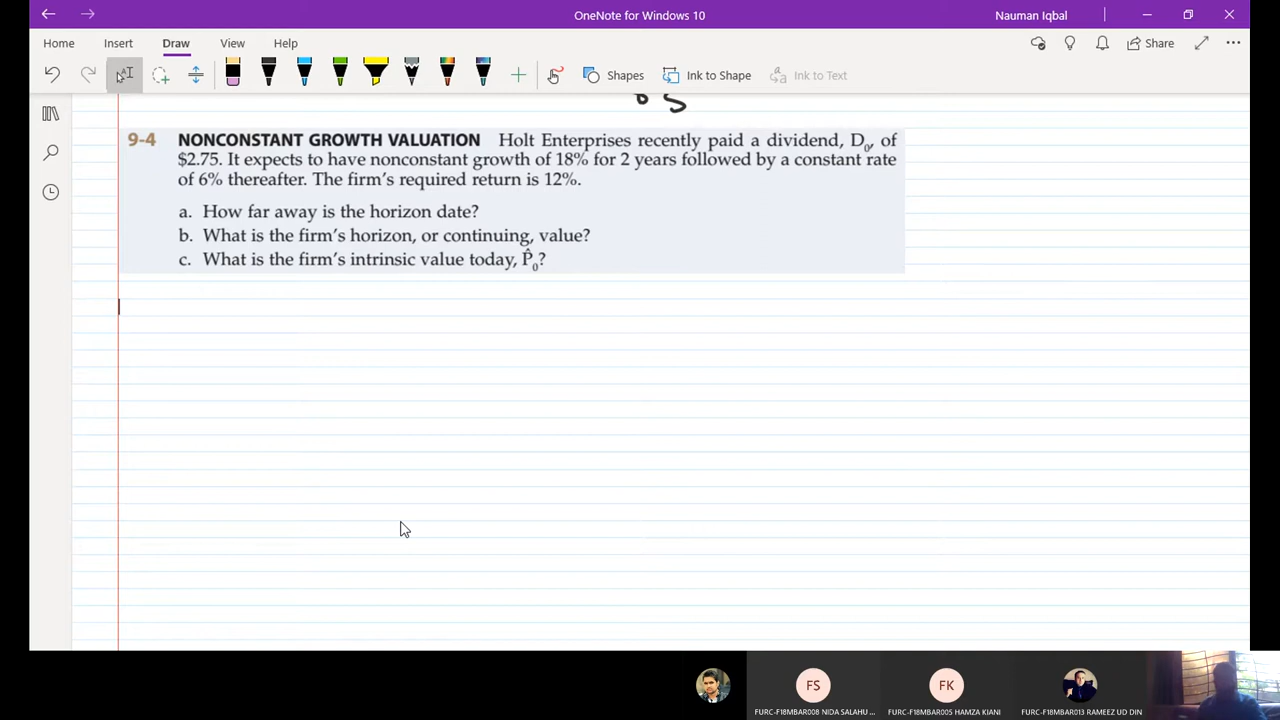 OneNote for Windows 10
Nauman Iqbal
Home Insert Draw View Help
Share
Shapes Ink to Shape Ink to Text
9-4 NONCONSTANT GROWTH VALUATION Holt Enterprises recently paid a dividend, D₀, of
$2.75. It expects to have nonconstant growth of 18% for 2 years followed by a constant rate
of 6% thereafter. The firm's required return is 12%.
a. How far away is the horizon date?
b. What is the firm's horizon, or continuing, value?
c. What is the firm's intrinsic value today, P̂₀?
FS FK
FURC-F18MBAR008 NIDA SALAHU ... FURC-F18MBAR005 HAMZA KIANI FURC-F18MBAR013 RAMEEZ UD DIN